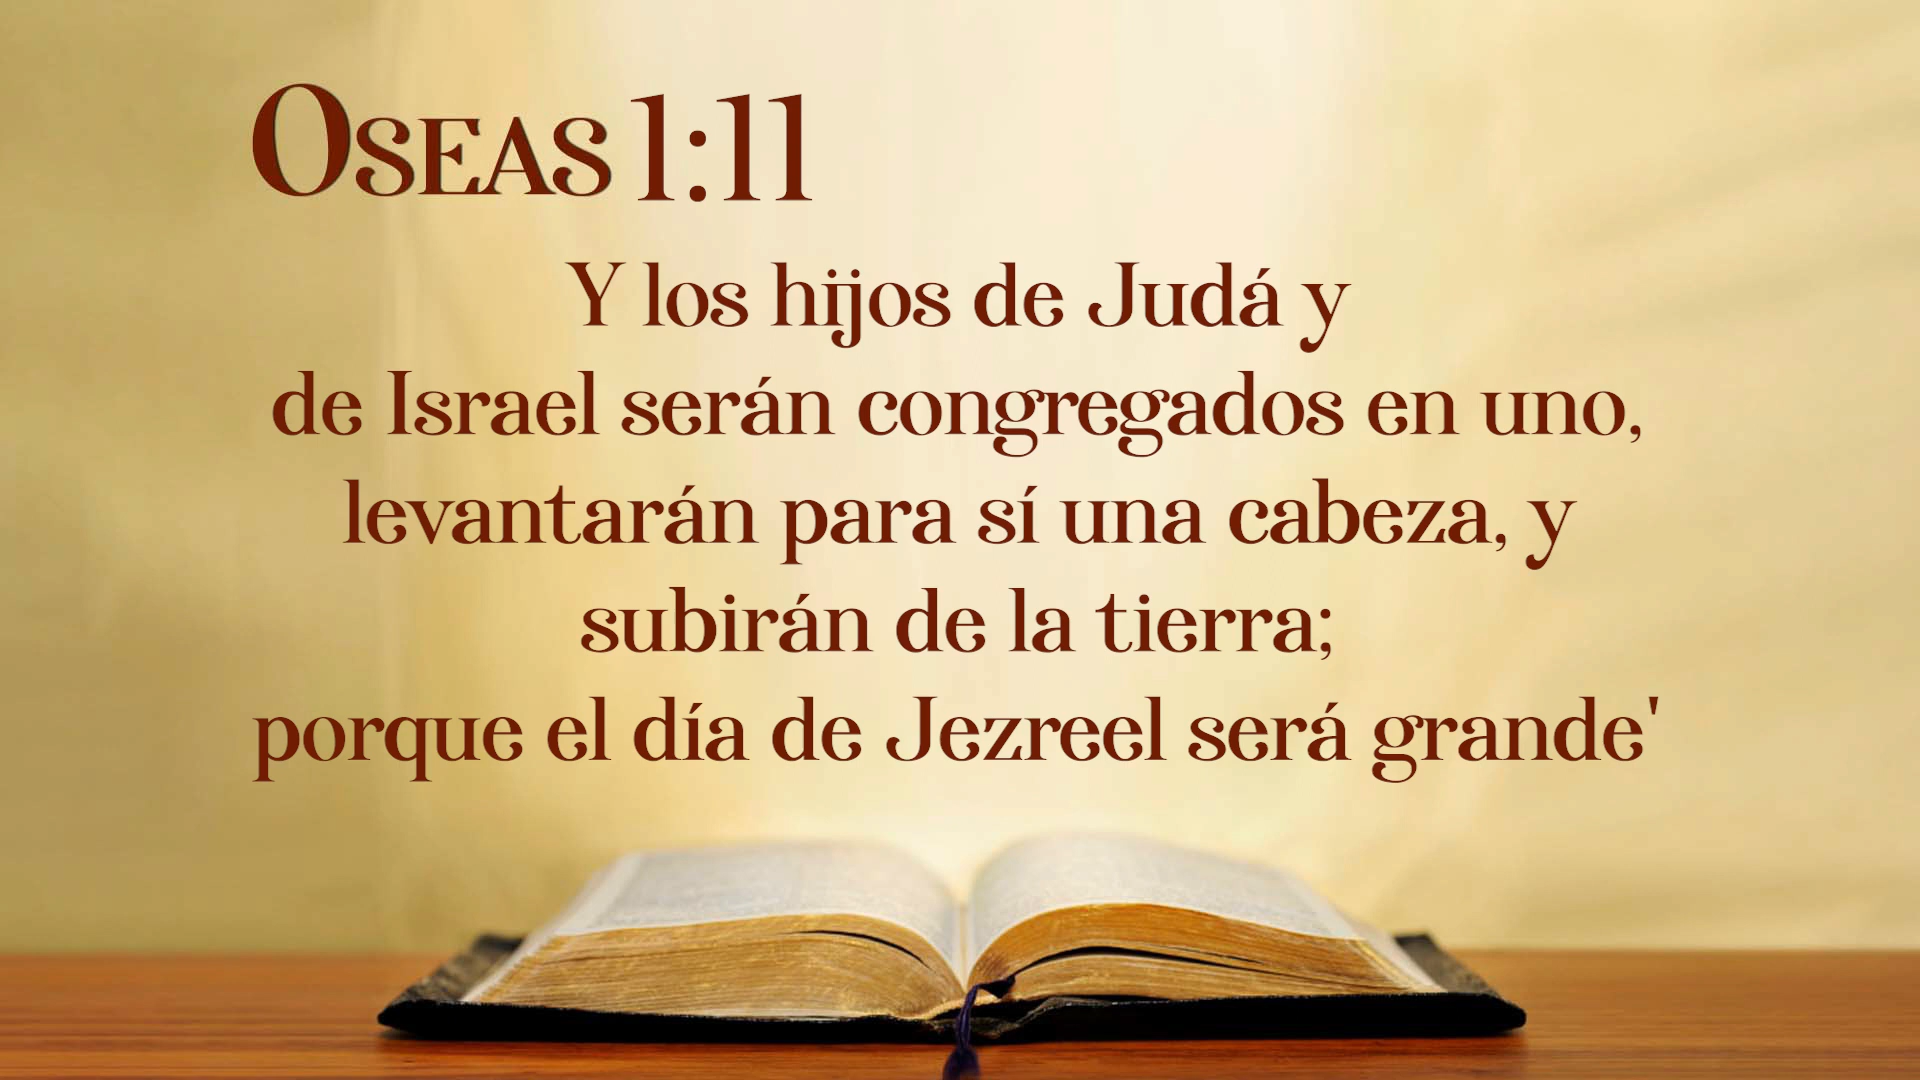 OSEAS 1:11
Y los hijos de Judá y
de Israel serán congregados en uno,
levantarán para sí una cabeza, y
subirán de la tierra;
porque el día de Jezreel será grande'